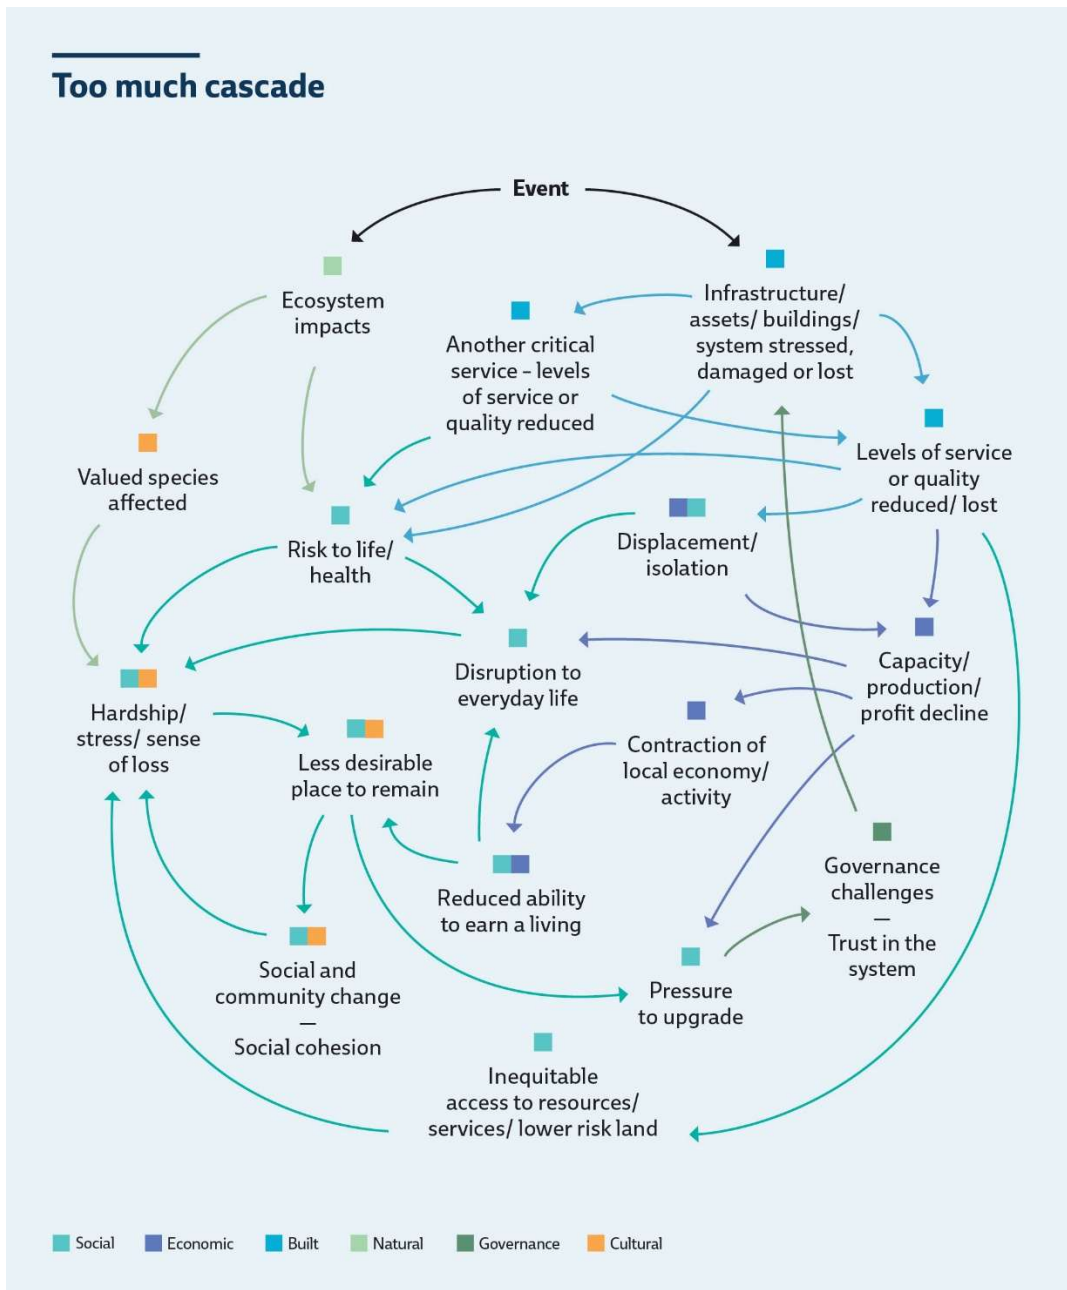 Too much cascade
Event
Ecosystem
impacts
Infrastructure/
assets/ buildings/
system stressed,
damaged or lost
Another critical
service – levels
of service or
quality reduced
Valued species
affected
Levels of service
or quality
reduced/ lost
Risk to life/
health
Displacement/
isolation
Disruption to
everyday life
Capacity/
production/
profit decline
Hardship/
stress/ sense
of loss
Less desirable
place to remain
Contraction of
local economy/
activity
Reduced ability
to earn a living
Governance
challenges
—
Trust in the
system
Social and
community change
—
Social cohesion
Pressure
to upgrade
Inequitable
access to resources/
services/ lower risk land
Social Economic Built Natural Governance Cultural